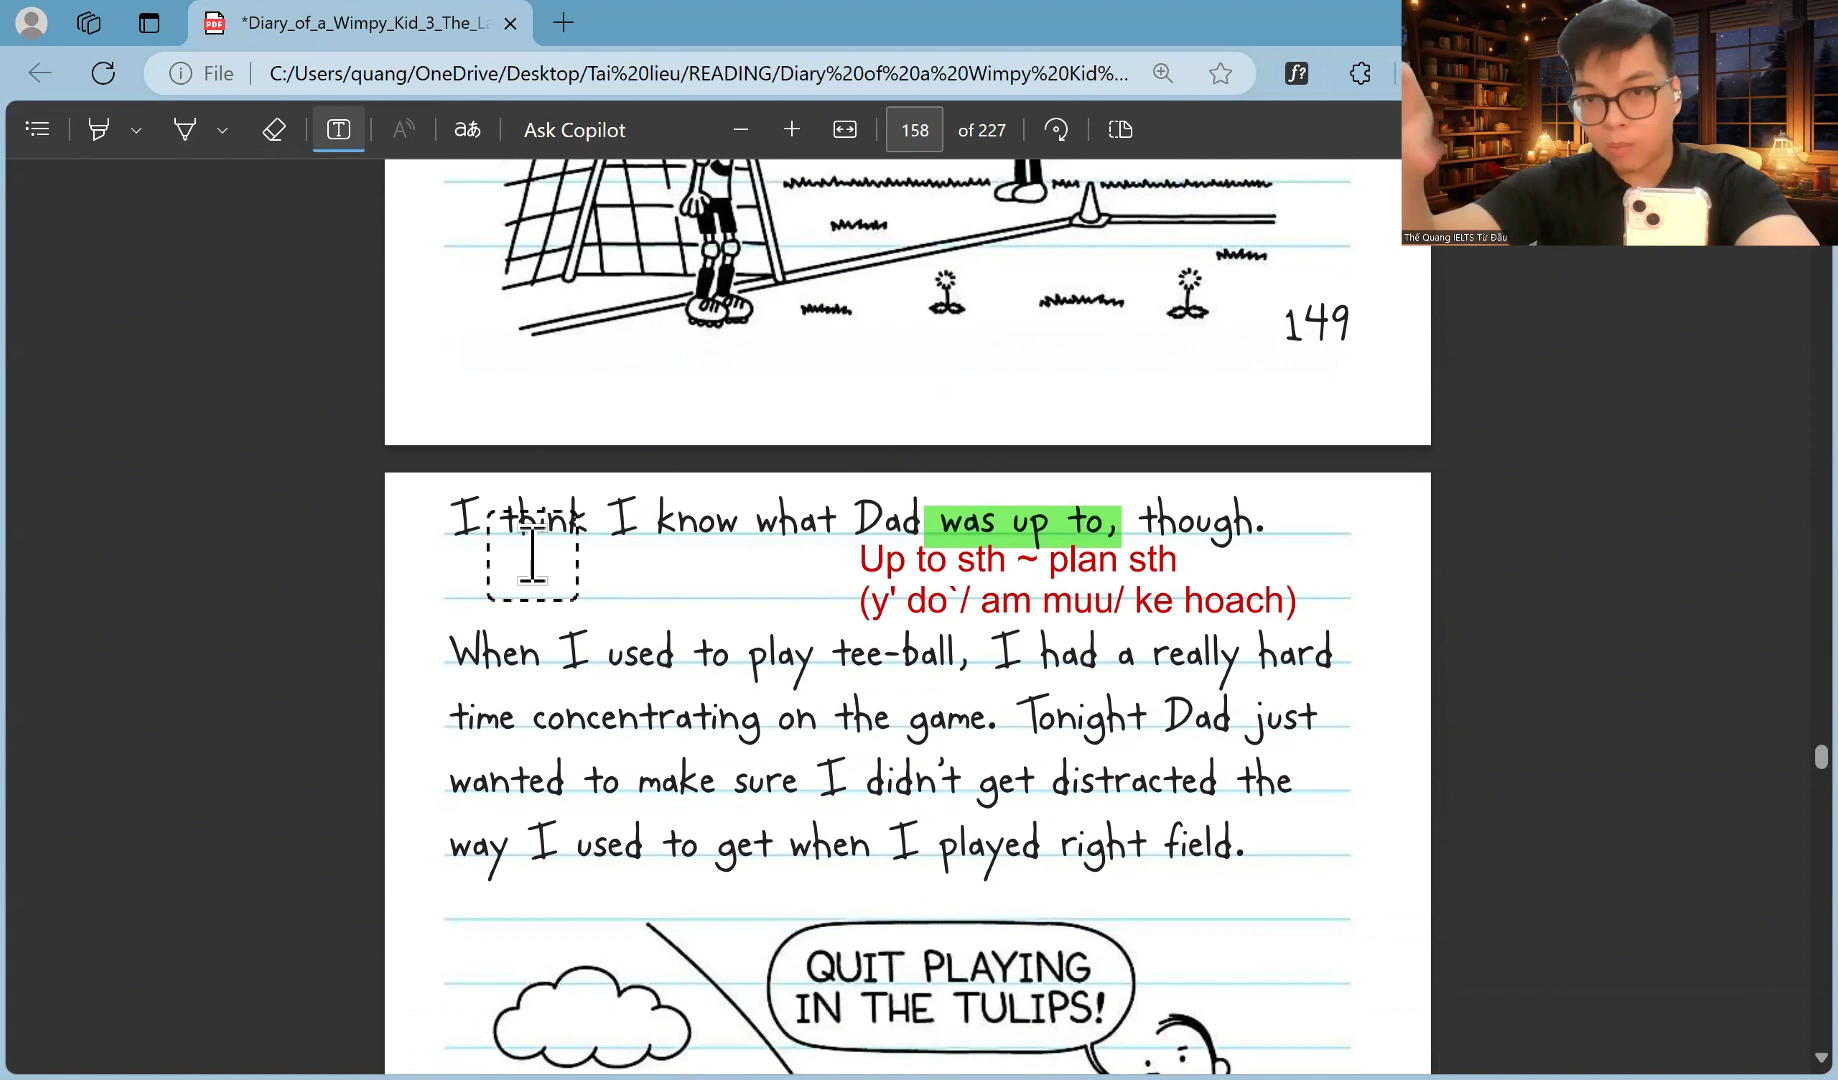 *Diary_of_a_Wimpy_Kid_3_The_La
File
C:/Users/quang/OneDrive/Desktop/Tai%20lieu/READING/Diary%20of%20a%20Wimpy%20Kid%...
Ask Copilot
158 of 227
Thế Quang IELTS Từ Đầu
149
I think I know what Dad was up to, though.
Up to sth ~ plan sth
(y' do`/ am muu/ ke hoach)
When I used to play tee-ball, I had a really hard
time concentrating on the game. Tonight Dad just
wanted to make sure I didn't get distracted the
way I used to get when I played right field.
QUIT PLAYING
IN THE TULIPS!